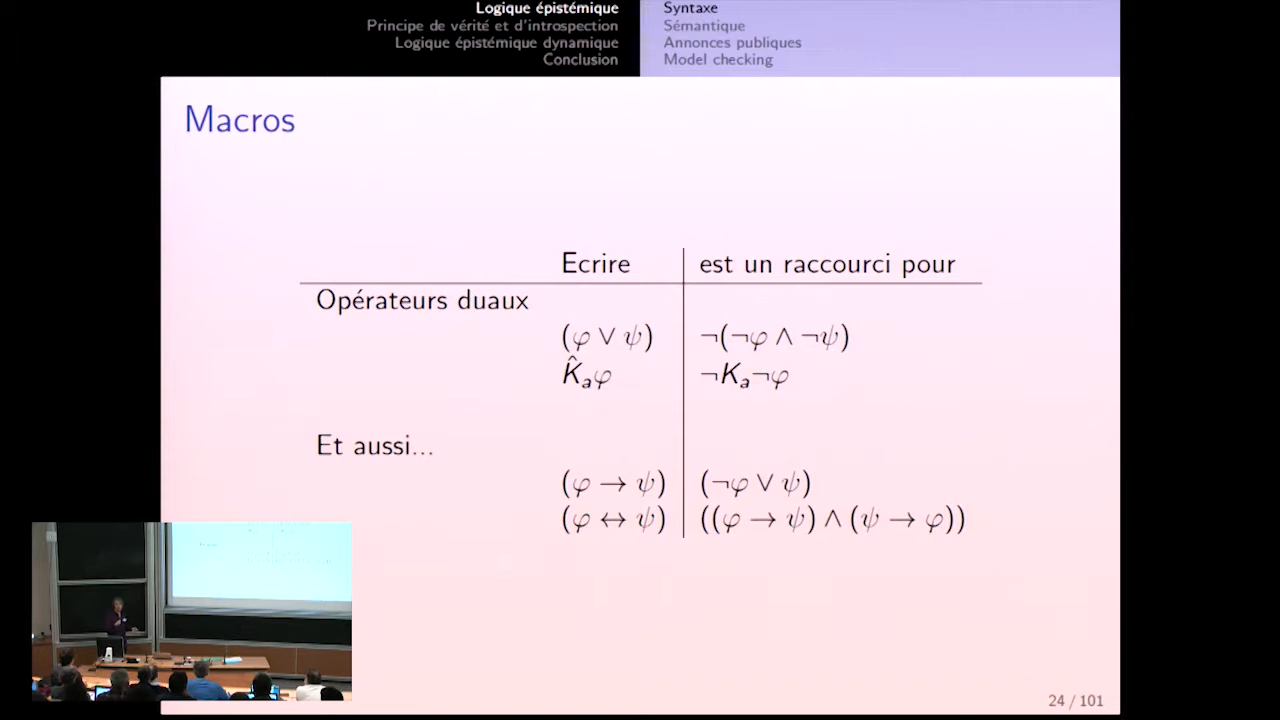 Logique épistémique
Principe de vérité et d'introspection
Logique épistémique dynamique
Conclusion
Syntaxe
Sémantique
Annonces publiques
Model checking
Macros
Ecrire est un raccourci pour
Opérateurs duaux
(φ ∨ ψ) ¬(¬φ ∧ ¬ψ)
K̂ₐφ ¬Kₐ¬φ
Et aussi...
(φ → ψ) (¬φ ∨ ψ)
(φ ↔ ψ) ((φ → ψ) ∧ (ψ → φ))
24 / 101